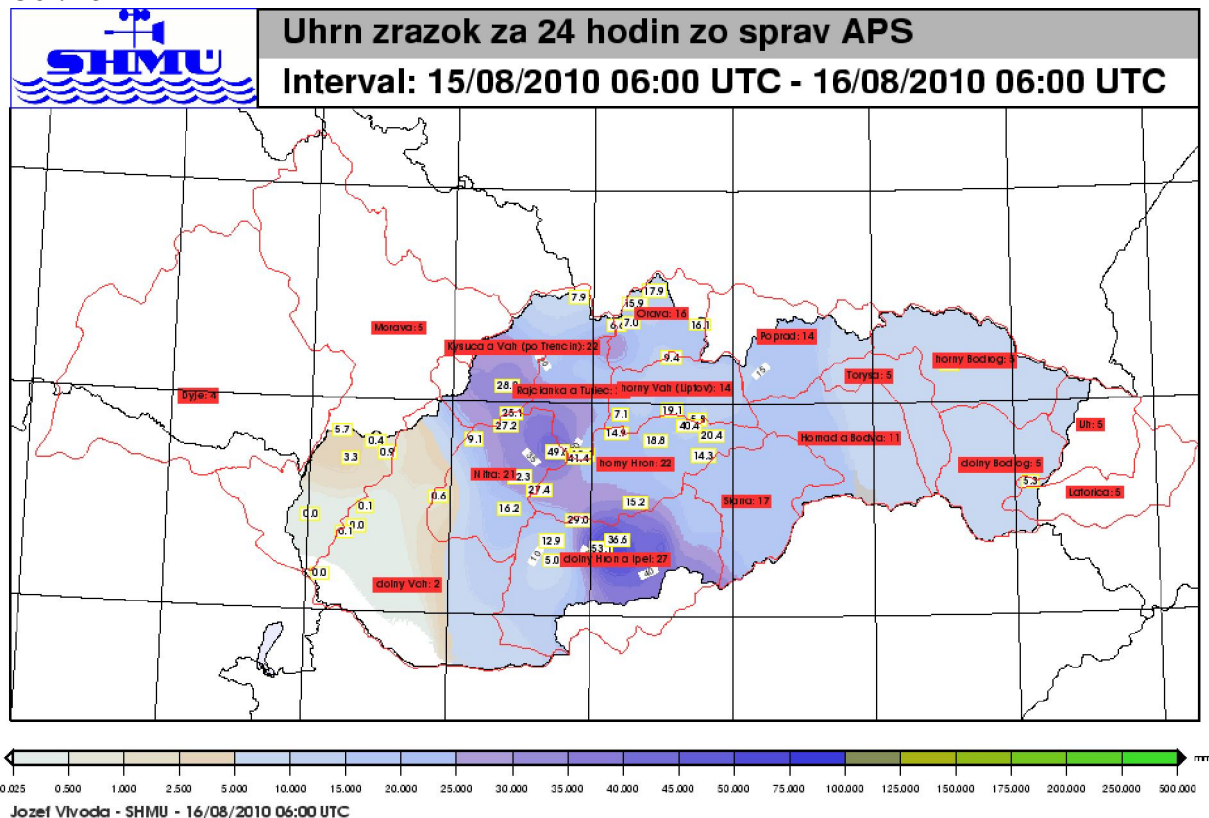 SHMU
Uhrn zrazok za 24 hodin zo sprav APS
Interval: 15/08/2010 06:00 UTC - 16/08/2010 06:00 UTC
7.9
17.9
15.9
Orava: 16
7.0
16.1
Morava: 5
Poprad: 14
Kysuca a Vah (po Trencin): 22
9.4
horny Bodrog: 5
15
Torysa: 5
Rajcianka a Turiec:
horny Vah (Liptov): 14
Dyje: 4
25.1
7.1
19.1
27.2
40.4
5.7
0.4
9.1
14.9
18.8
20.4
Hornad a Bodva: 11
Uh: 5
3.3
0.9
35
41.4
horny Hron: 22
14.3
dolny Bodrog: 5
Nitra: 21
5.3
Latorica: 5
27.4
0.6
0.0
0.1
16.2
15.2
Slana: 17
29.0
0.0
0.1
12.9
36.6
53.1
10
5.0
dolny Hron a Ipel: 27
40
0.0
dolny Vah: 2
0.025 0.500 1.000 2.500 5.000 10.000 15.000 20.000 25.000 30.000 35.000 40.000 45.000 50.000 75.000 100.000 125.000 150.000 175.000 200.000 250.000 500.000 mm
Jozef Vivoda - SHMU - 16/08/2010 06:00 UTC